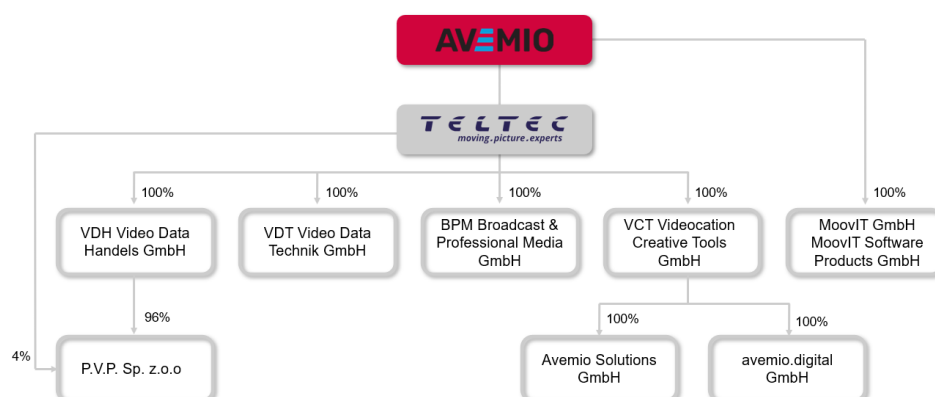 AVEMIO
TELTEC
moving.picture.experts
100%
100%
100%
100%
100%
VDH Video Data
Handels GmbH
VDT Video Data
Technik GmbH
BPM Broadcast &
Professional Media
GmbH
VCT Videocation
Creative Tools
GmbH
MoovIT GmbH
MoovIT Software
Products GmbH
96%
100%
100%
4%
P.V.P. Sp. z.o.o
Avemio Solutions
GmbH
avemio.digital
GmbH